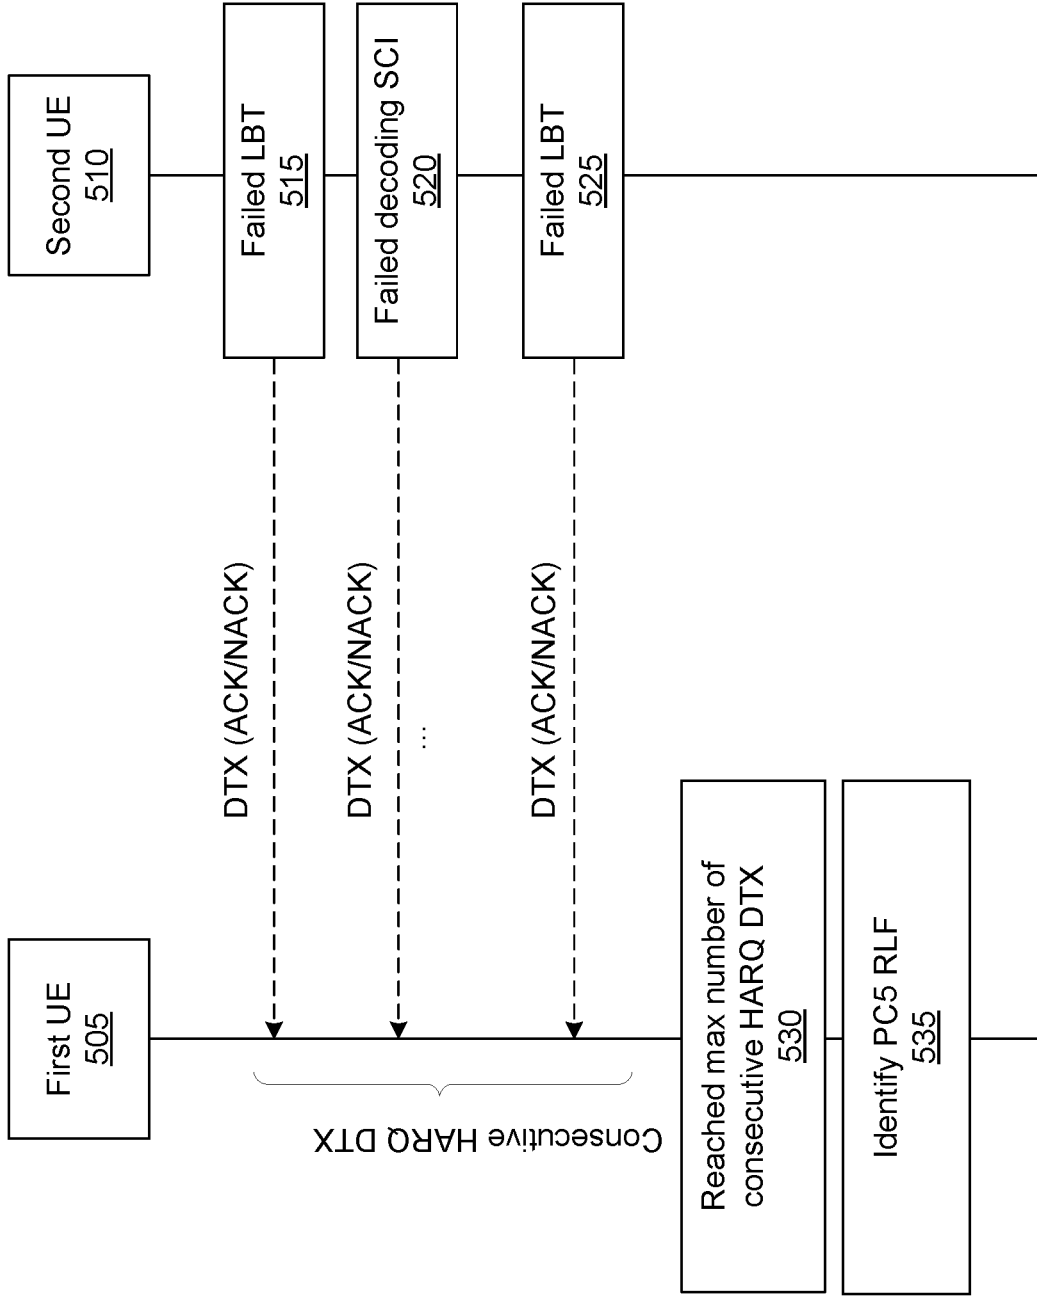 First UE
505
Second UE
510
Failed LBT
515
DTX (ACK/NACK)
Failed decoding SCI
520
DTX (ACK/NACK)
...
Failed LBT
525
DTX (ACK/NACK)
Consecutive HARQ DTX
Reached max number of
consecutive HARQ DTX
530
Identify PC5 RLF
535